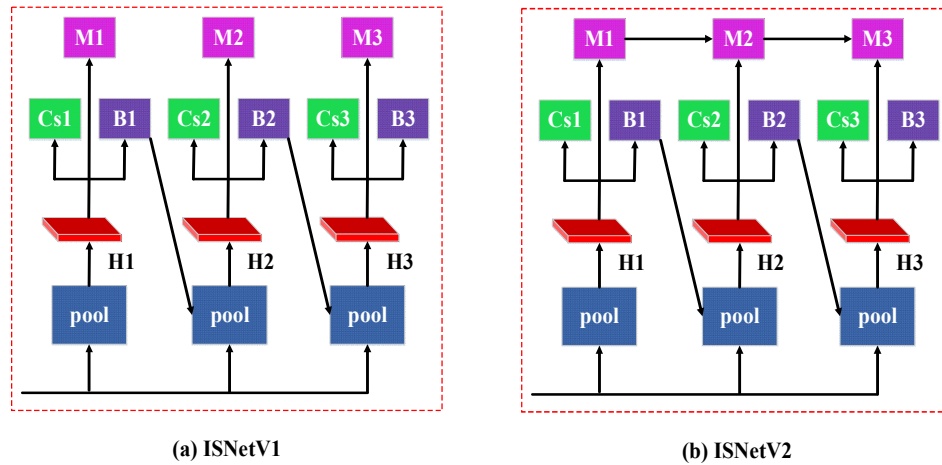 M1 M2 M3
Cs1 B1 Cs2 B2 Cs3 B3
H1 H2 H3
pool pool pool
(a) ISNetV1
M1 M2 M3
Cs1 B1 Cs2 B2 Cs3 B3
H1 H2 H3
pool pool pool
(b) ISNetV2